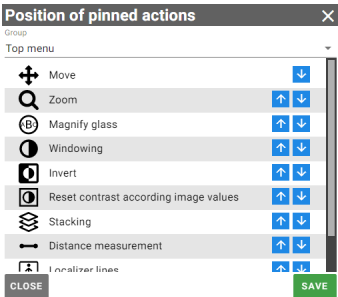 Position of pinned actions
Group
Top menu
Move
Zoom
ABC
Magnify glass
Windowing
Invert
Reset contrast according image values
Stacking
Distance measurement
Localizer lines
CLOSE
SAVE